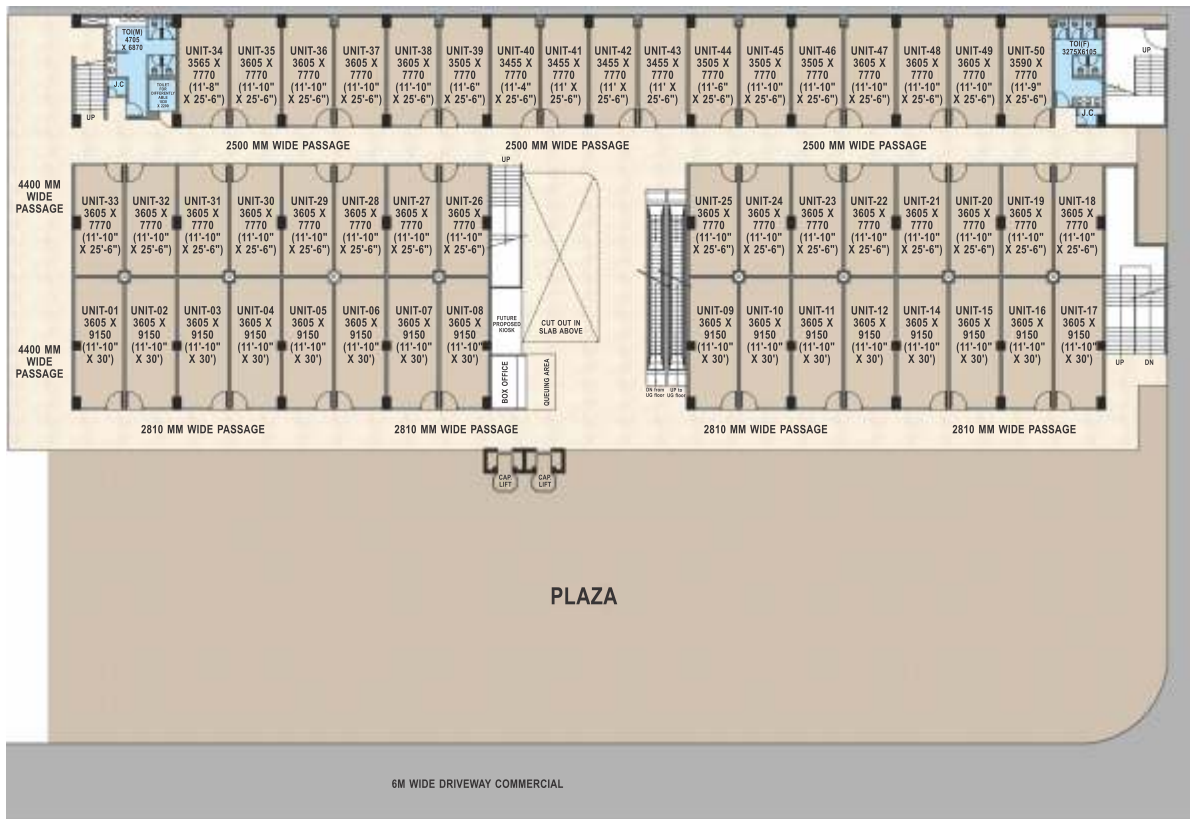 TOI(M)
4705
X 6870
J.C
TOILET
FOR
DIFFERENTLY
ABLE
UP
UNIT-34
3565 X
7770
(11'-8"
X 25'-6")
UNIT-35
3605 X
7770
(11'-10"
X 25'-6")
UNIT-36
3605 X
7770
(11'-10"
X 25'-6")
UNIT-37
3605 X
7770
(11'-10"
X 25'-6")
UNIT-38
3605 X
7770
(11'-10"
X 25'-6")
UNIT-39
3605 X
7770
(11'-6"
X 25'-6")
UNIT-40
3455 X
7770
(11'-4"
X 25'-6")
UNIT-41
3455 X
7770
(11' X
25'-6")
UNIT-42
3455 X
7770
(11' X
25'-6")
UNIT-43
3455 X
7770
(11' X
25'-6")
UNIT-44
3505 X
7770
(11'-6"
X 25'-6")
UNIT-45
3505 X
7770
(11'-10"
X 25'-6")
UNIT-46
3605 X
7770
(11'-10"
X 25'-6")
UNIT-47
3605 X
7770
(11'-10"
X 25'-6")
UNIT-48
3605 X
7770
(11'-10"
X 25'-6")
UNIT-49
3605 X
7770
(11'-10"
X 25'-6")
UNIT-50
3590 X
7770
(11'-9"
X 25'-6")
TOI(F)
3275X6105
J.C
UP
2500 MM WIDE PASSAGE
2500 MM WIDE PASSAGE
2500 MM WIDE PASSAGE
4400 MM
WIDE
PASSAGE
UNIT-33
3605 X
7770
(11'-10"
X 25'-6")
UNIT-32
3605 X
7770
(11'-10"
X 25'-6")
UNIT-31
3605 X
7770
(11'-10"
X 25'-6")
UNIT-30
3605 X
7770
(11'-10"
X 25'-6")
UNIT-29
3605 X
7770
(11'-10"
X 25'-6")
UNIT-28
3605 X
7770
(11'-10"
X 25'-6")
UNIT-27
3605 X
7770
(11'-10"
X 25'-6")
UNIT-26
3605 X
7770
(11'-10"
X 25'-6")
UP
UNIT-25
3605 X
7770
(11'-10"
X 25'-6")
UNIT-24
3605 X
7770
(11'-10"
X 25'-6")
UNIT-23
3605 X
7770
(11'-10"
X 25'-6")
UNIT-22
3605 X
7770
(11'-10"
X 25'-6")
UNIT-21
3605 X
7770
(11'-10"
X 25'-6")
UNIT-20
3605 X
7770
(11'-10"
X 25'-6")
UNIT-19
3605 X
7770
(11'-10"
X 25'-6")
UNIT-18
3605 X
7770
(11'-10"
X 25'-6")
4400 MM
WIDE
PASSAGE
UNIT-01
3605 X
9150
(11'-10"
X 30')
UNIT-02
3605 X
9150
(11'-10"
X 30')
UNIT-03
3605 X
9150
(11'-10"
X 30')
UNIT-04
3605 X
9150
(11'-10"
X 30')
UNIT-05
3605 X
9150
(11'-10"
X 30')
UNIT-06
3605 X
9150
(11'-10"
X 30')
UNIT-07
3605 X
9150
(11'-10"
X 30')
UNIT-08
3605 X
9150
(11'-10"
X 30')
FUTURE
PROPOSED
KIOSK
CUT OUT IN
SLAB ABOVE
BOX OFFICE
QUEUING AREA
DN from
UG floor
UP to
UG floor
UNIT-09
3605 X
9150
(11'-10"
X 30')
UNIT-10
3605 X
9150
(11'-10"
X 30')
UNIT-11
3605 X
9150
(11'-10"
X 30')
UNIT-12
3605 X
9150
(11'-10"
X 30')
UNIT-14
3605 X
9150
(11'-10"
X 30')
UNIT-15
3605 X
9150
(11'-10"
X 30')
UNIT-16
3605 X
9150
(11'-10"
X 30')
UNIT-17
3605 X
9150
(11'-10"
X 30')
UP
DN
2810 MM WIDE PASSAGE
2810 MM WIDE PASSAGE
2810 MM WIDE PASSAGE
2810 MM WIDE PASSAGE
CAP.
LIFT
CAP.
LIFT
PLAZA
6M WIDE DRIVEWAY COMMERCIAL